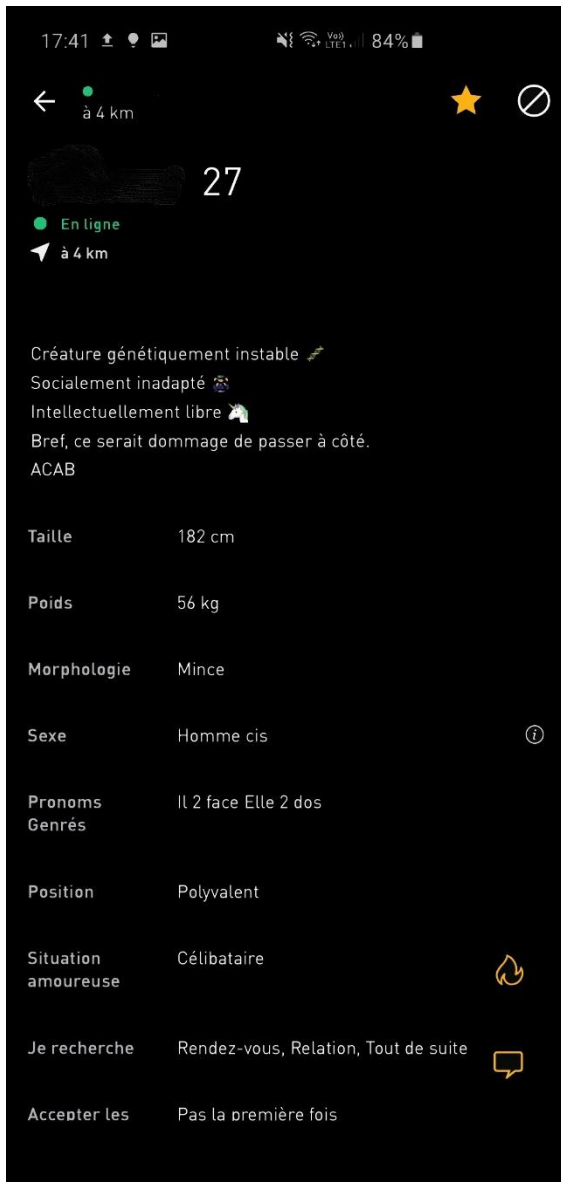 17:41 84%
à 4 km
27
En ligne
à 4 km
Créature génétiquement instable 🧬
Socialement inadapté
Intellectuellement libre 🦄
Bref, ce serait dommage de passer à côté.
ACAB
Taille 182 cm
Poids 56 kg
Morphologie Mince
Sexe Homme cis
Pronoms Il 2 face Elle 2 dos
Genrés
Position Polyvalent
Situation Célibataire
amoureuse
Je recherche Rendez-vous, Relation, Tout de suite
Accepter les Pas la première fois